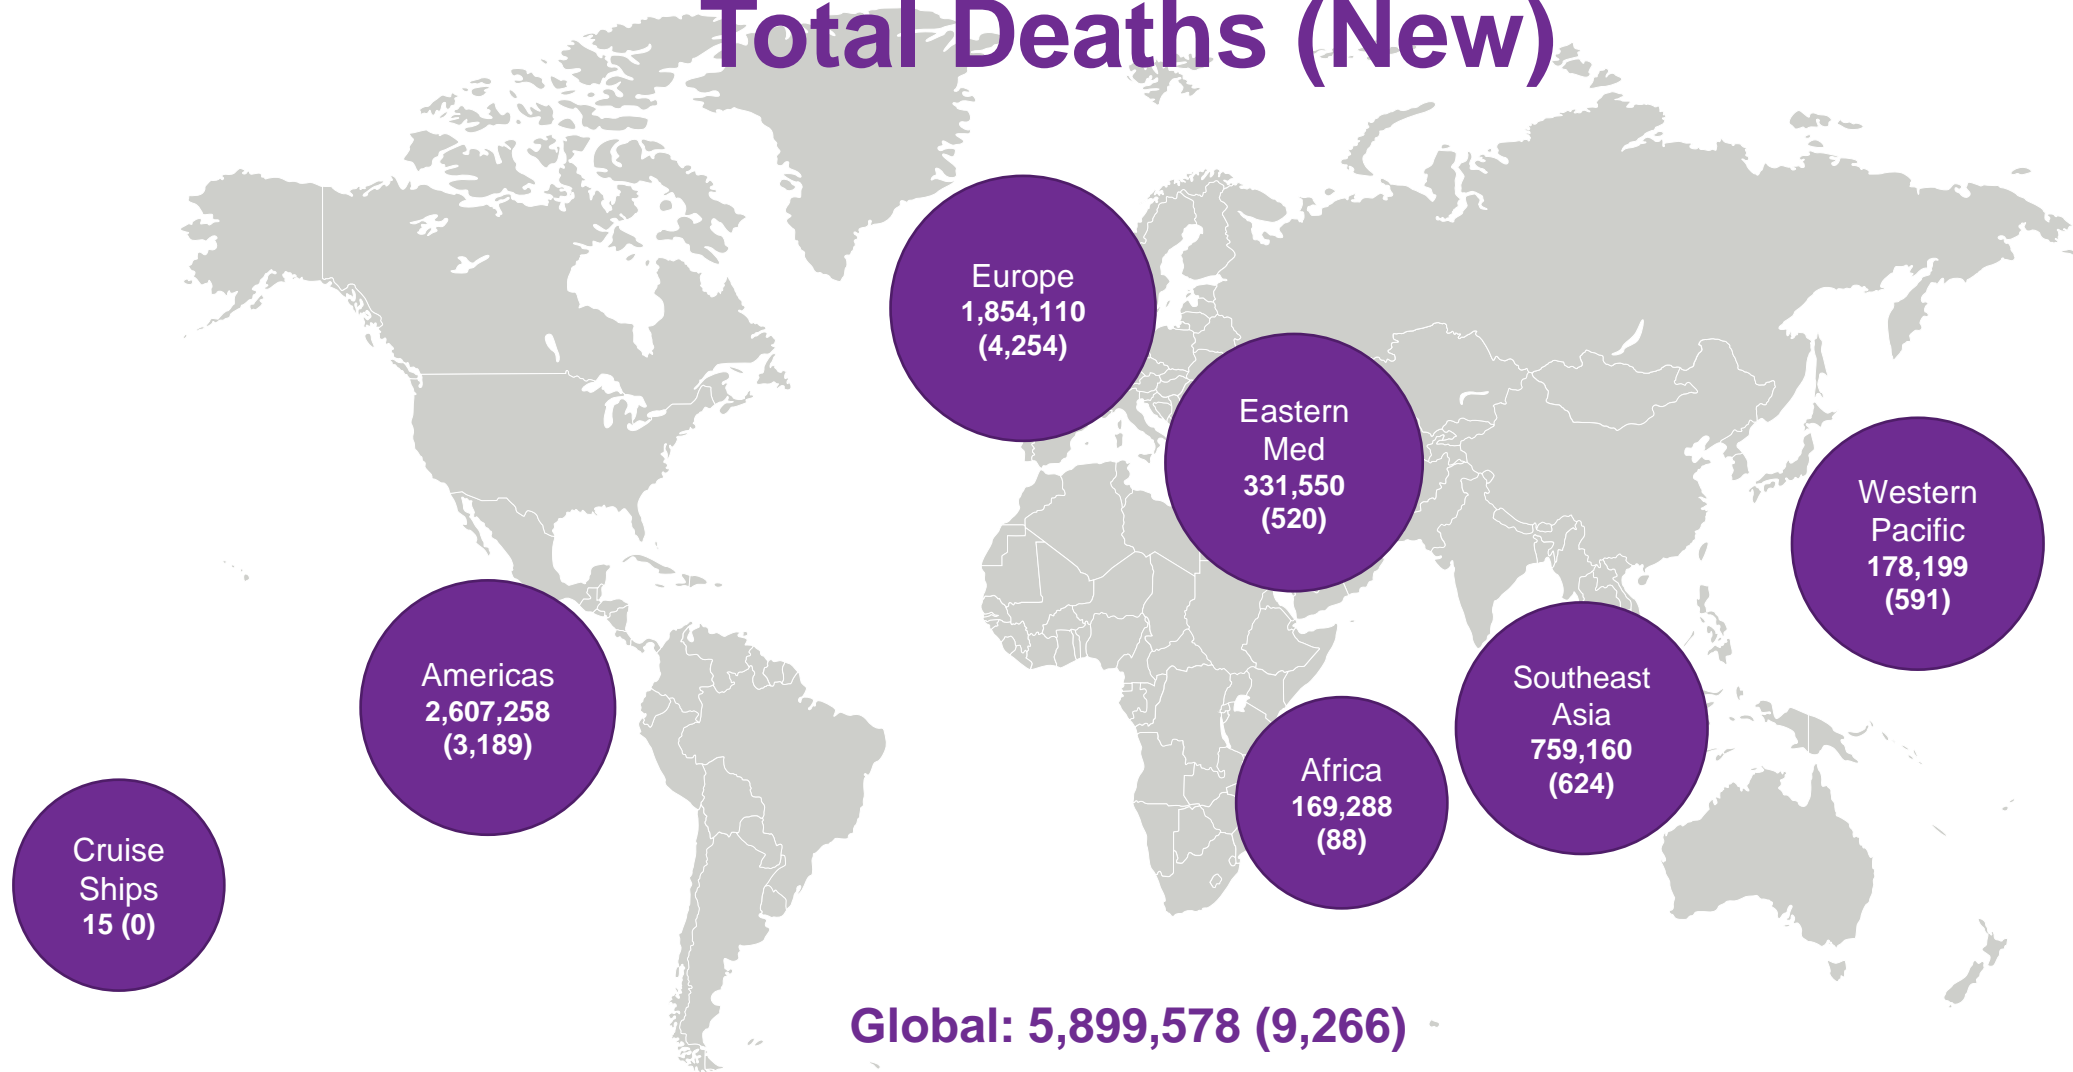 Total Deaths (New)
Europe
1,854,110
(4,254)
Eastern
Med
331,550
(520)
Western
Pacific
178,199
(591)
Americas
2,607,258
(3,189)
Southeast
Asia
759,160
(624)
Africa
169,288
(88)
Cruise
Ships
15 (0)
Global: 5,899,578 (9,266)